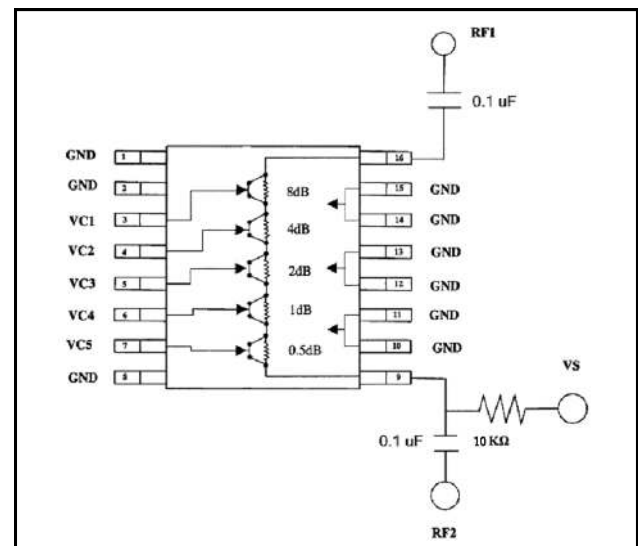 RF1
0.1 uF
GND 1 16
8dB 15 GND
GND 2
VC1 3 14 GND
4dB
VC2 4 13 GND
2dB
VC3 5 12 GND
VC4 6 1dB 11 GND
VC5 7 0.5dB 10 GND
VS
GND 8 9
0.1 uF 10 KΩ
RF2